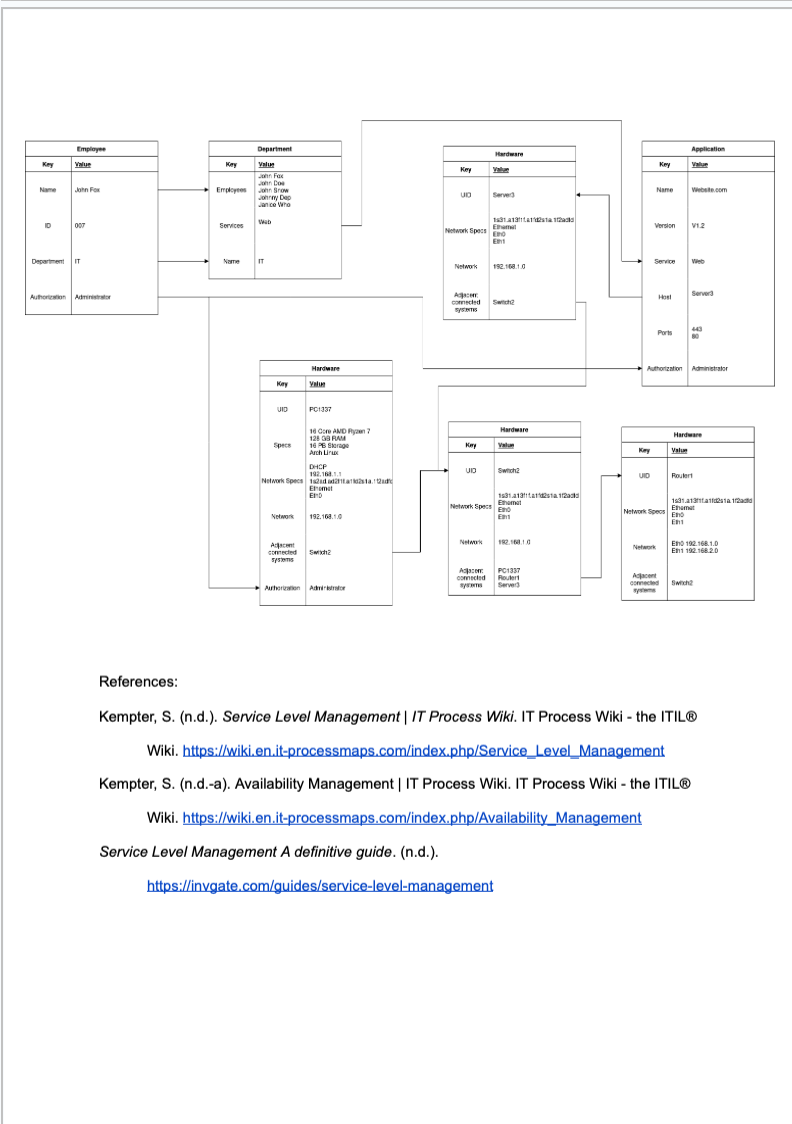 Employee
Key Value
Name John Fox
ID 007
Department IT
Authorization Administrator
Department
Key Value
Employees John Fox
John Doe
John Snow
Johnny Dep
Janice Who
Services Web
Name IT
Hardware
Key Value
UID Server3
Network Specs
Ethernet
Eth0
Eth1
Network 192.168.1.0
Adjacent
connected
systems
Switch2
Application
Key Value
Name Website.com
Version V1.2
Service Web
Host Server3
Ports 443
80
Authorization Administrator
Hardware
Key Value
UID PC1337
Specs 16 Core AMD Ryzen 7
128 GB RAM
16 PB Storage
Arch Linux
Network Specs DHCP
192.168.1.1
Ethernet
Eth0
Network 192.168.1.0
Adjacent
connected
systems
Switch2
Authorization Administrator
Hardware
Key Value
UID Switch2
Network Specs
Ethernet
Eth0
Eth1
Network 192.168.1.0
Adjacent
connected
systems
PC1337
Router1
Server3
Hardware
Key Value
UID Router1
Network Specs
Ethernet
Eth0
Eth1
Network Eth0 192.168.1.0
Eth1 192.168.2.0
Adjacent
connected
systems
Switch2
References:
Kempter, S. (n.d.). Service Level Management | IT Process Wiki. IT Process Wiki - the ITIL®
Wiki. https://wiki.en.it-processmaps.com/index.php/Service_Level_Management
Kempter, S. (n.d.-a). Availability Management | IT Process Wiki. IT Process Wiki - the ITIL®
Wiki. https://wiki.en.it-processmaps.com/index.php/Availability_Management
Service Level Management A definitive guide. (n.d.).
https://invgate.com/guides/service-level-management